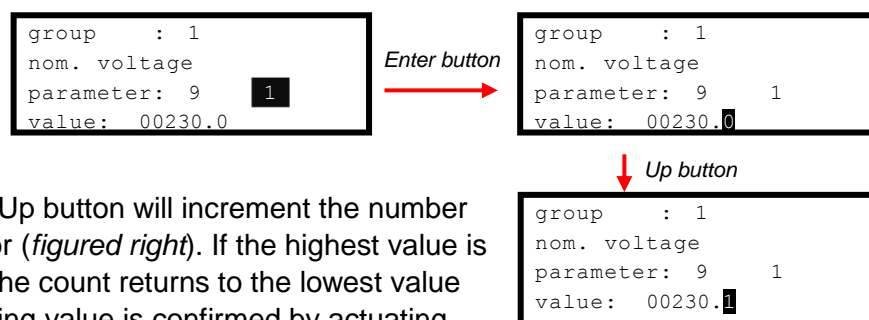 group : 1
nom. voltage
parameter: 9 1
value: 00230.0
Enter button
group : 1
nom. voltage
parameter: 9 1
value: 00230.0
Up button
Up button will increment the number
or (figured right). If the highest value is
he count returns to the lowest value
ing value is confirmed by actuating
group : 1
nom. voltage
parameter: 9 1
value: 00230.1